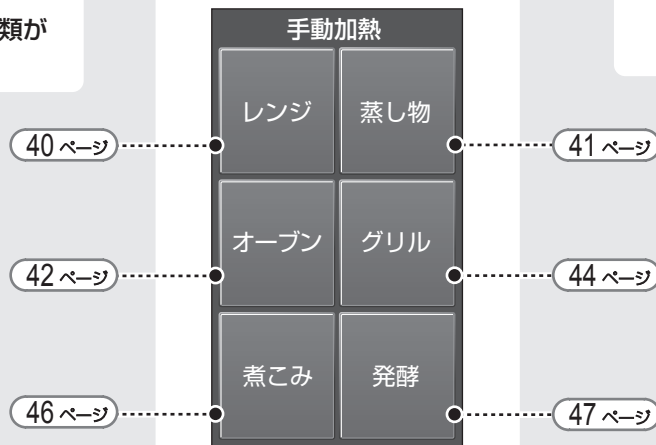 類が
手動加熱
レンジ 蒸し物
40 ページ 41 ページ
オーブン グリル
42 ページ 44 ページ
煮こみ 発酵
46 ページ 47 ページ